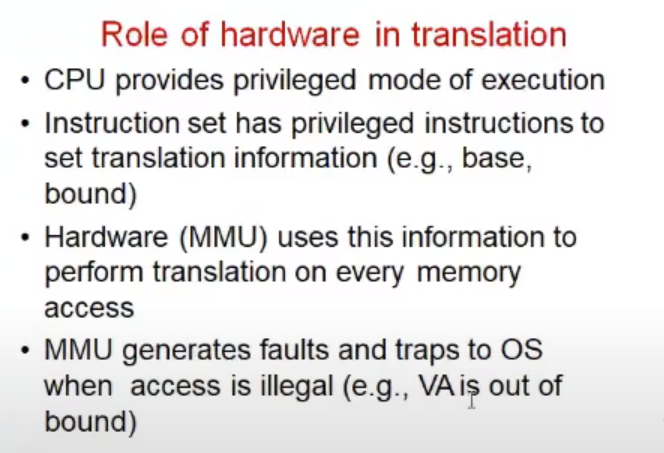 Role of hardware in translation
• CPU provides privileged mode of execution
• Instruction set has privileged instructions to
set translation information (e.g., base,
bound)
• Hardware (MMU) uses this information to
perform translation on every memory
access
• MMU generates faults and traps to OS
when access is illegal (e.g., VA is out of
bound)